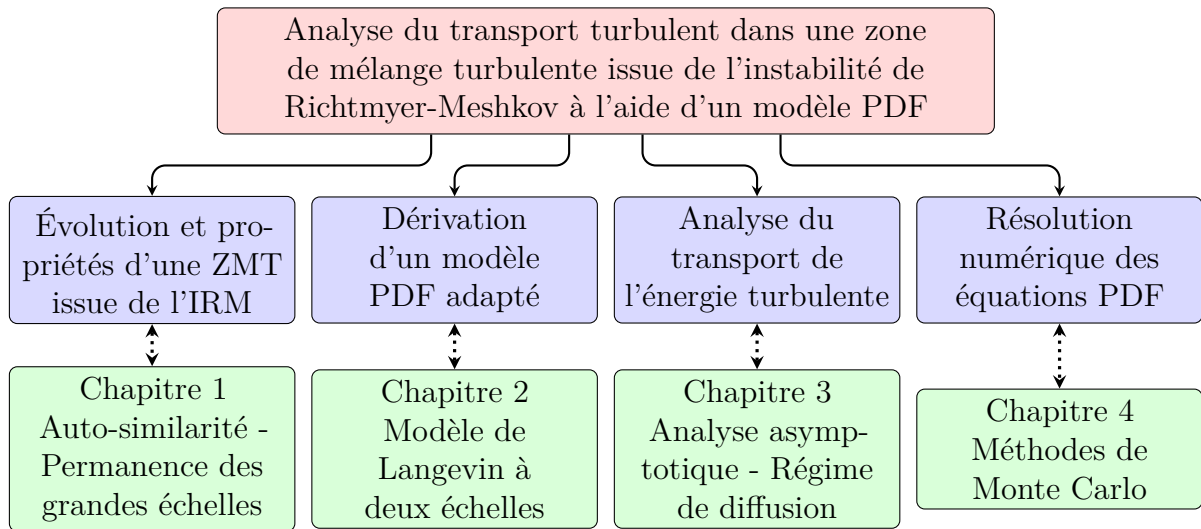 Analyse du transport turbulent dans une zone
de mélange turbulente issue de l'instabilité de
Richtmyer-Meshkov à l'aide d'un modèle PDF
Évolution et pro-
priétés d'une ZMT
issue de l'IRM
Dérivation
d'un modèle
PDF adapté
Analyse du
transport de
l'énergie turbulente
Résolution
numérique des
équations PDF
Chapitre 1
Auto-similarité -
Permanence des
grandes échelles
Chapitre 2
Modèle de
Langevin à
deux échelles
Chapitre 3
Analyse asymp-
totique - Régime
de diffusion
Chapitre 4
Méthodes de
Monte Carlo